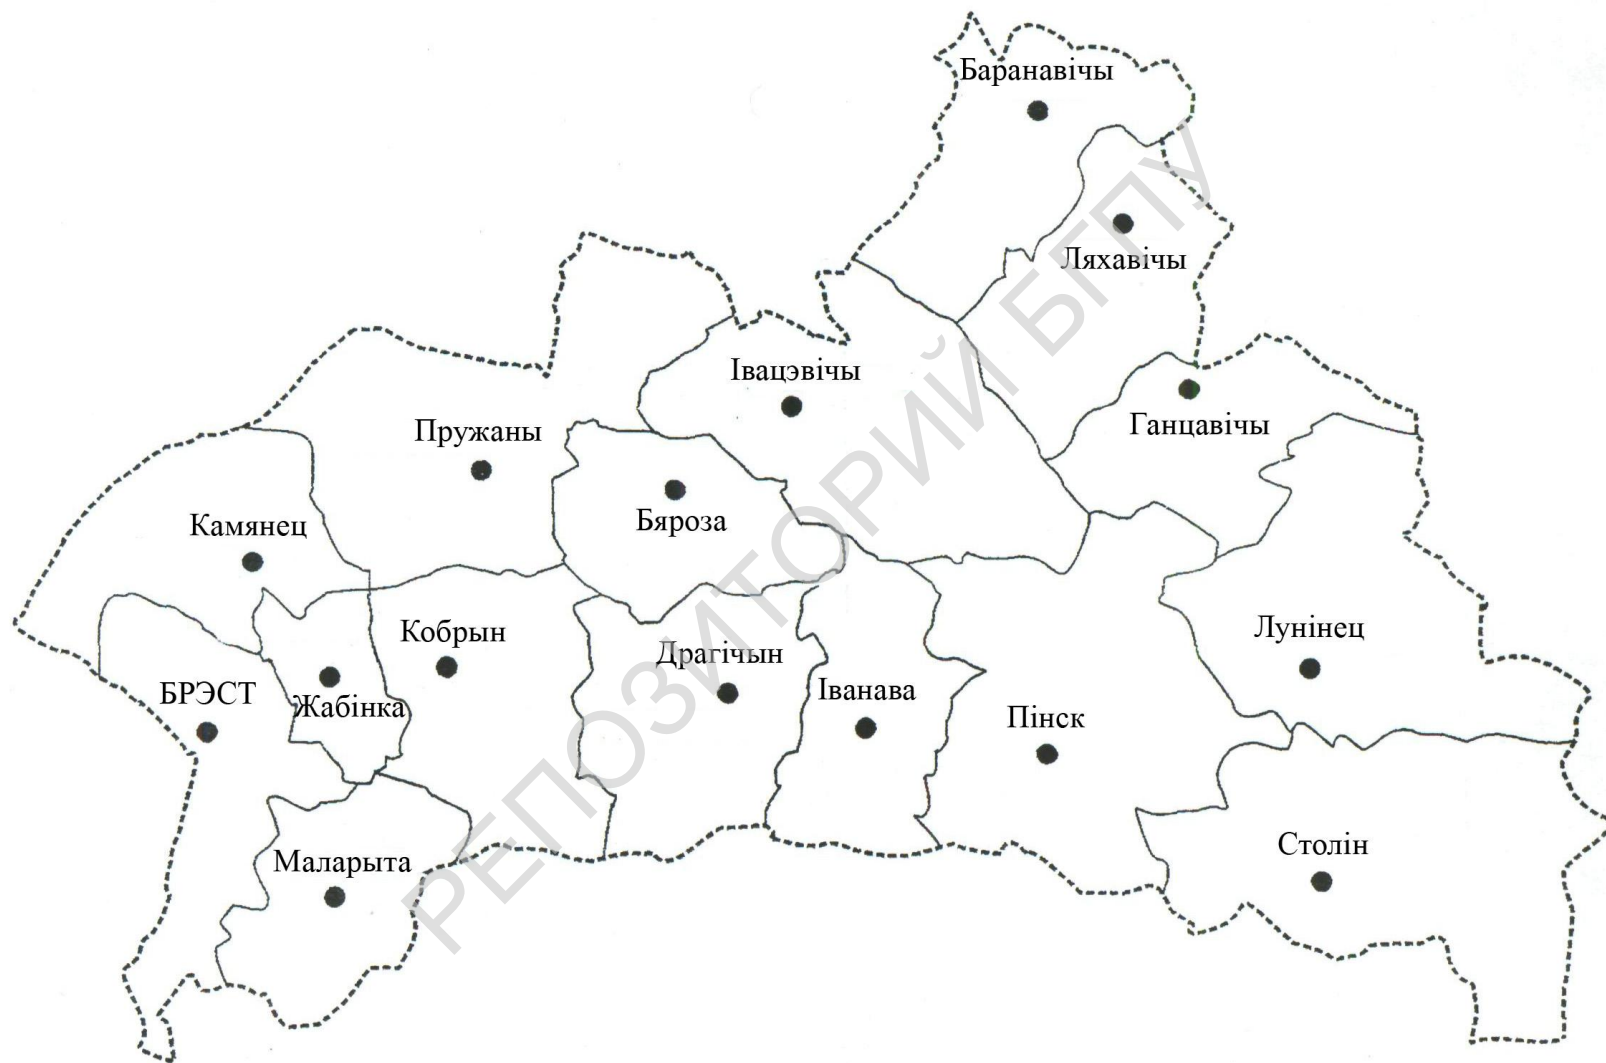 Баранавічы
Ляхавічы
Івацэвічы
Ганцавічы
Пружаны
Бяроза
Камянец
Кобрын
Лунінец
Драгічын
БРЭСТ
Жабінка
Іванава
Пінск
Столін
Маларыта
РЕПОЗИТОРИЙ БГПУ